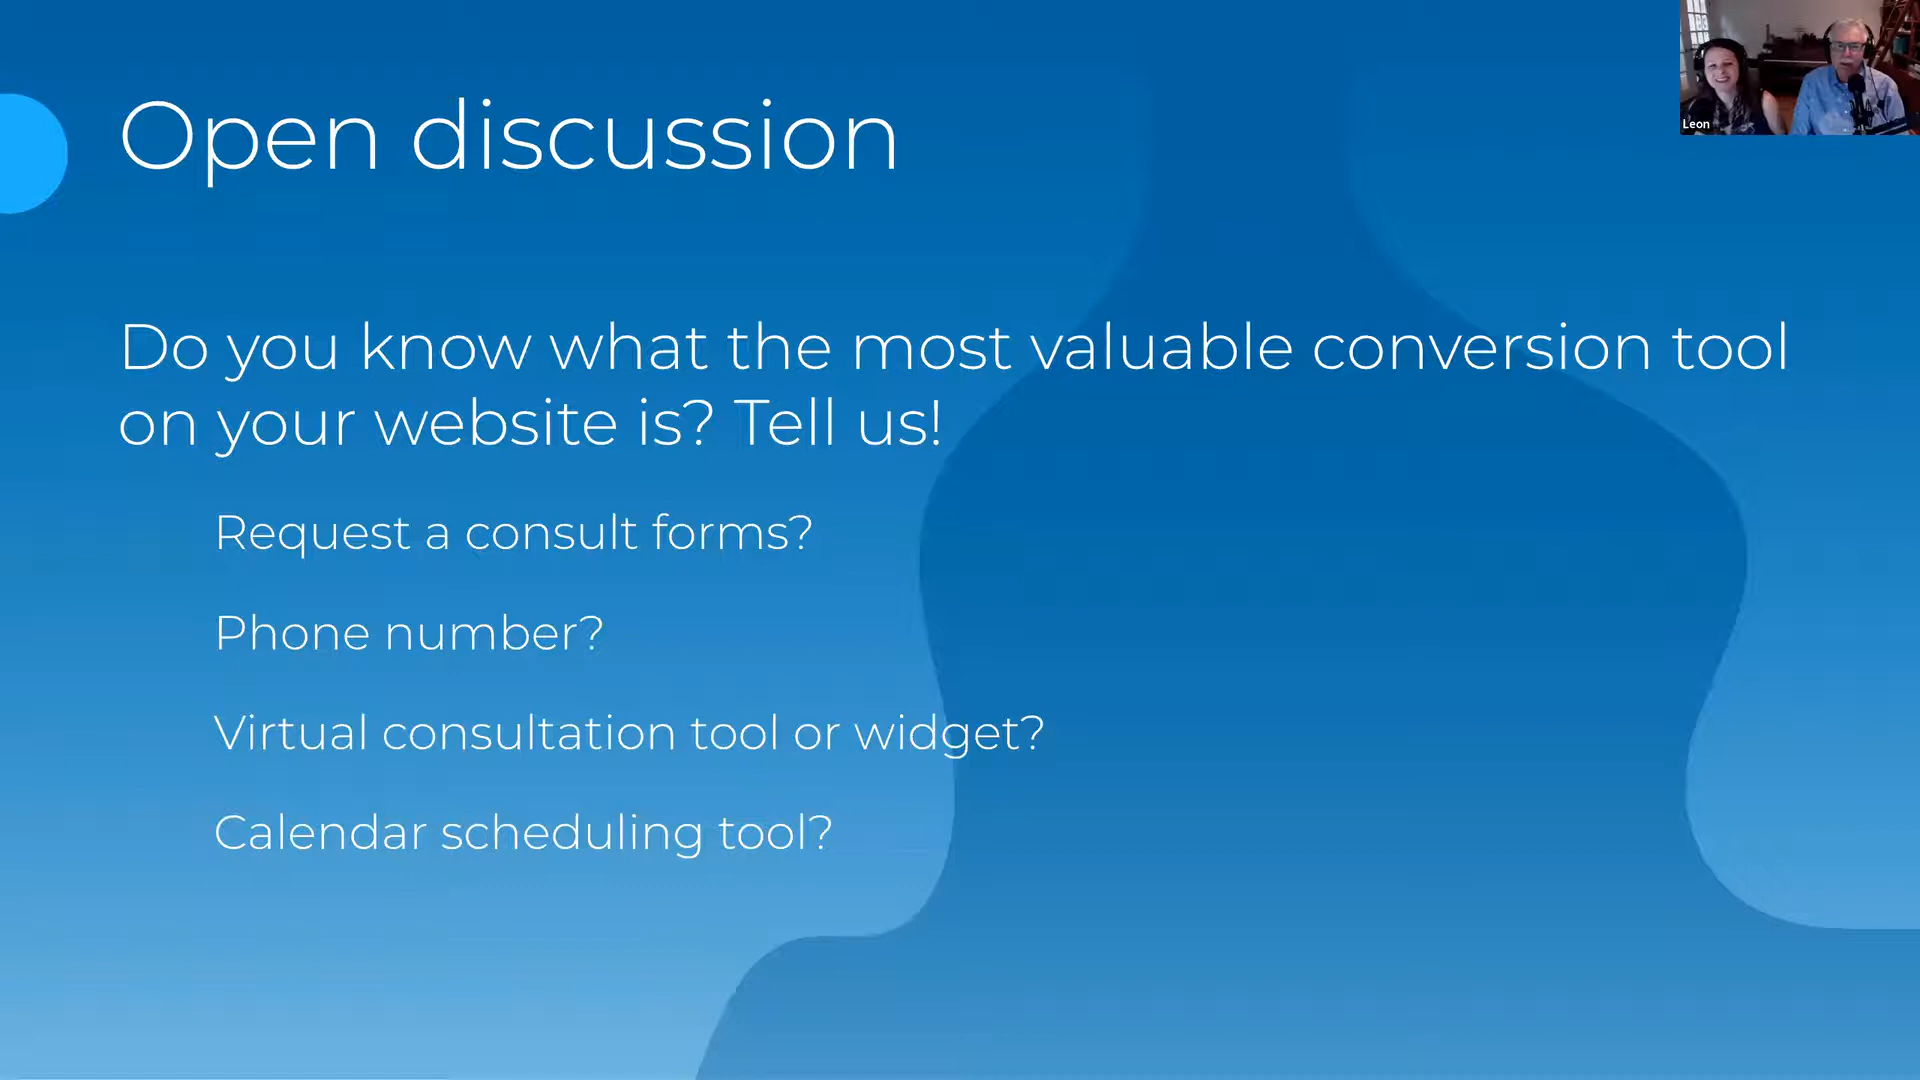 Open discussion
Leon
Do you know what the most valuable conversion tool
on your website is? Tell us!
Request a consult forms?
Phone number?
Virtual consultation tool or widget?
Calendar scheduling tool?